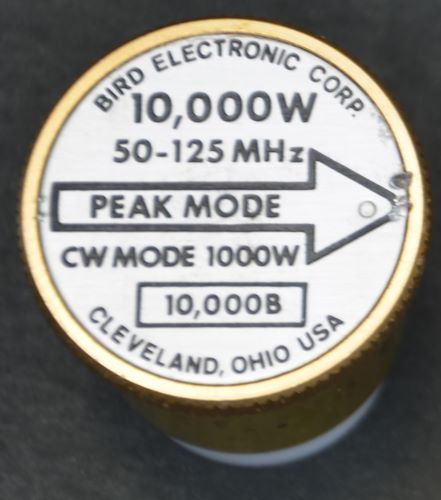 BIRD ELECTRONIC CORP.
10,000W
50-125 MHz
PEAK MODE
CW MODE 1000W
10,000B
CLEVELAND, OHIO USA